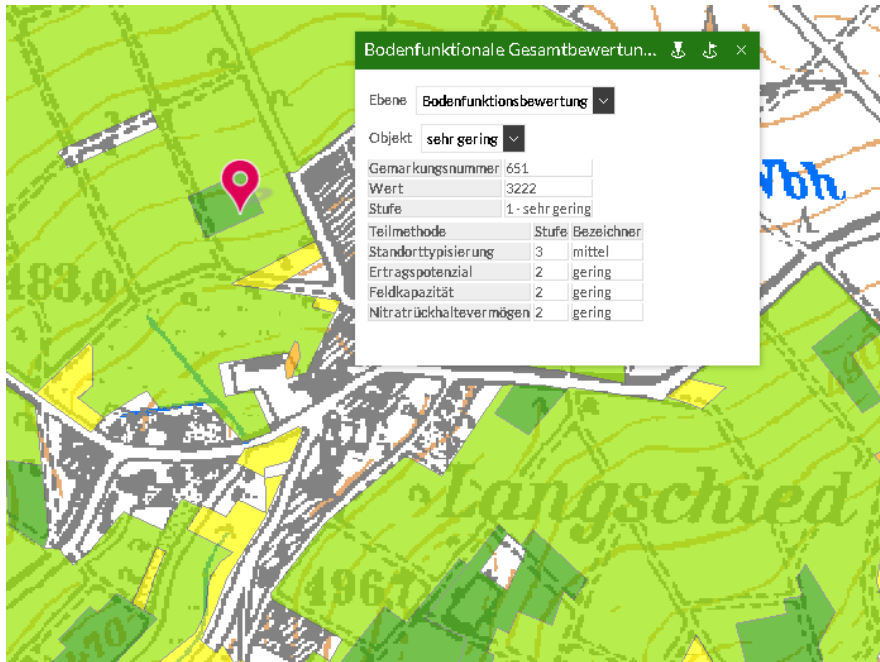 Bodenfunktionale Gesamtbewertun...
Ebene Bodenfunktionsbewertung
Objekt sehr gering
Gemarkungsnummer 651
Wert 3222
Stufe 1 - sehr gering
Teilmethode Stufe Bezeichner
Standorttypisierung 3 mittel
Ertragspotenzial 2 gering
Feldkapazität 2 gering
Nitratrückhaltevermögen 2 gering
Wbh
483,0
Langschied